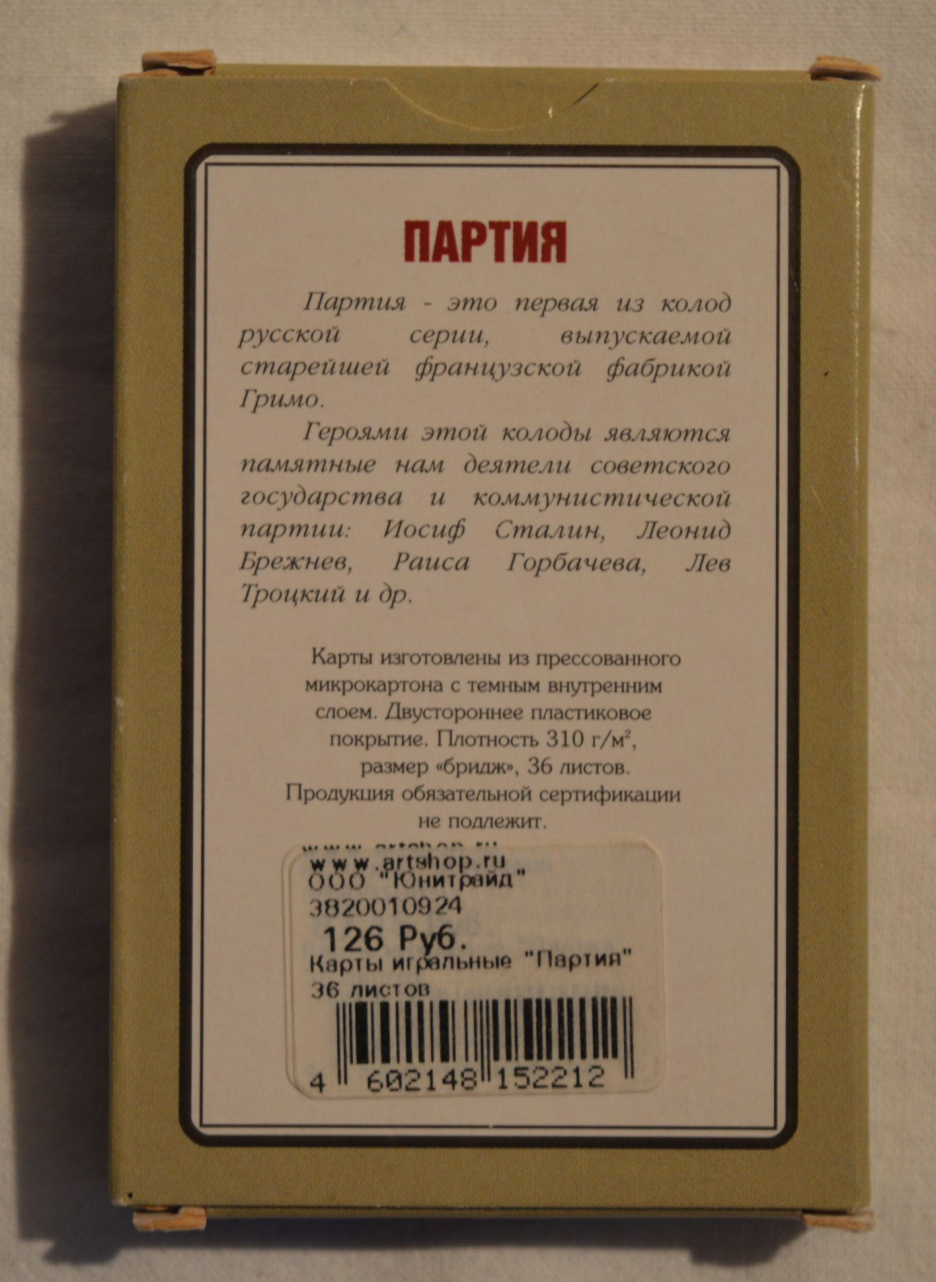 ПАРТИЯ
Партия - это первая из колод
русской серии, выпускаемой
старейшей французской фабрикой
Гримо.
Героями этой колоды являются
памятные нам деятели советского
государства и коммунистической
партии: Иосиф Сталин, Леонид
Брежнев, Раиса Горбачева, Лев
Троцкий и др.
Карты изготовлены из прессованного
микрокартона с темным внутренним
слоем. Двустороннее пластиковое
покрытие. Плотность 310 г/м²,
размер «бридж», 36 листов.
Продукция обязательной сертификации
не подлежит.
www.artshop.ru
www.artshop.ru
ООО "Юнитрайд"
3820010924
126 Руб.
Карты игральные "Партия"
36 листов
4 602148 152212